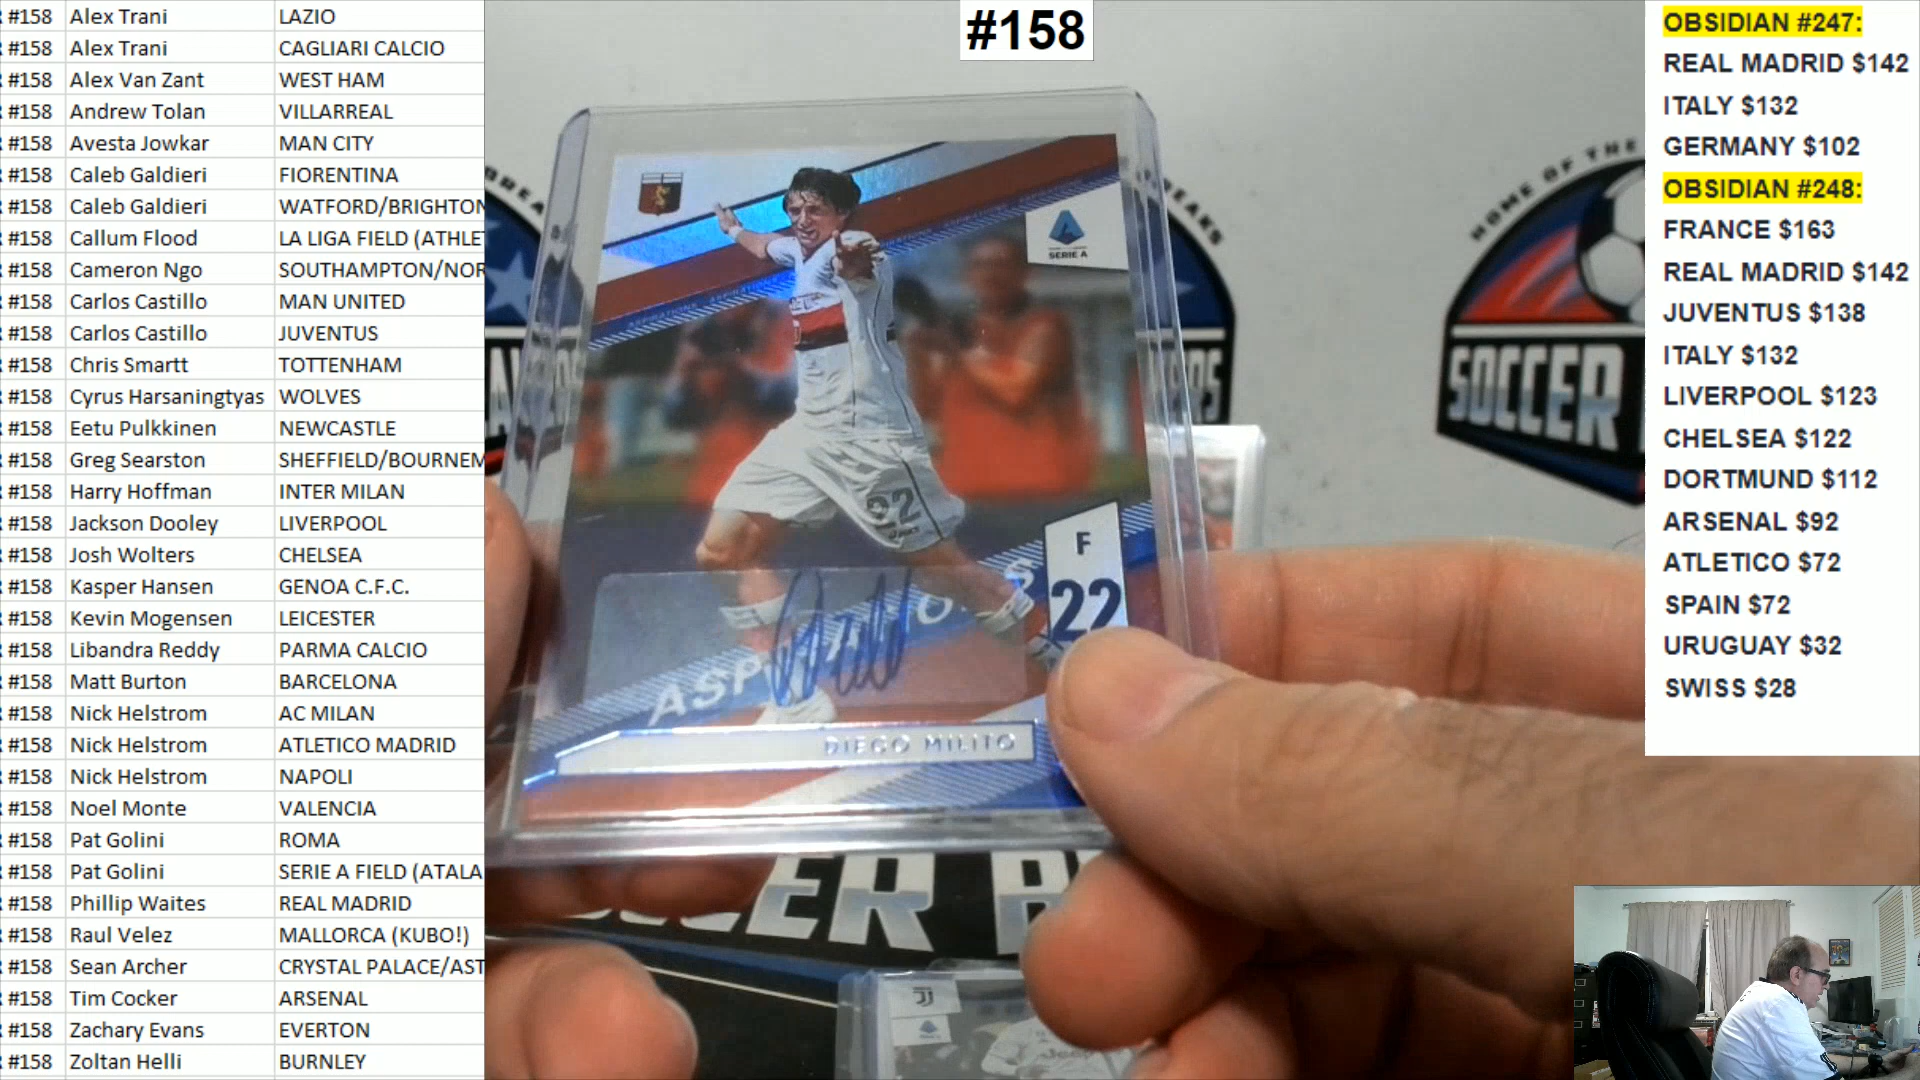 #158 Alex Trani LAZIO
#158 Alex Trani CAGLIARI CALCIO
#158 Alex Van Zant WEST HAM
#158 Andrew Tolan VILLARREAL
#158 Avesta Jowkar MAN CITY
#158 Caleb Galdieri FIORENTINA
#158 Caleb Galdieri WATFORD/BRIGHTON
#158 Callum Flood LA LIGA FIELD (ATHLE
#158 Cameron Ngo SOUTHAMPTON/NOR
#158 Carlos Castillo MAN UNITED
#158 Carlos Castillo JUVENTUS
#158 Chris Smartt TOTTENHAM
#158 Cyrus Harsaningtyas WOLVES
#158 Eetu Pulkkinen NEWCASTLE
#158 Greg Searston SHEFFIELD/BOURNEM
#158 Harry Hoffman INTER MILAN
#158 Jackson Dooley LIVERPOOL
#158 Josh Wolters CHELSEA
#158 Kasper Hansen GENOA C.F.C.
#158 Kevin Mogensen LEICESTER
#158 Libandra Reddy PARMA CALCIO
#158 Matt Burton BARCELONA
#158 Nick Helstrom AC MILAN
#158 Nick Helstrom ATLETICO MADRID
#158 Nick Helstrom NAPOLI
#158 Noel Monte VALENCIA
#158 Pat Golini ROMA
#158 Pat Golini SERIE A FIELD (ATALA
#158 Phillip Waites REAL MADRID
#158 Raul Velez MALLORCA (KUBO!)
#158 Sean Archer CRYSTAL PALACE/AST
#158 Tim Cocker ARSENAL
#158 Zachary Evans EVERTON
#158 Zoltan Helli BURNLEY
#158
SERIE A
22
F
22
DIEGO MILITO
HOME OF THE
SOCCER
OBSIDIAN #247:
REAL MADRID $142
ITALY $132
GERMANY $102
OBSIDIAN #248:
FRANCE $163
REAL MADRID $142
JUVENTUS $138
ITALY $132
LIVERPOOL $123
CHELSEA $122
DORTMUND $112
ARSENAL $92
ATLETICO $72
SPAIN $72
URUGUAY $32
SWISS $28
Jeep